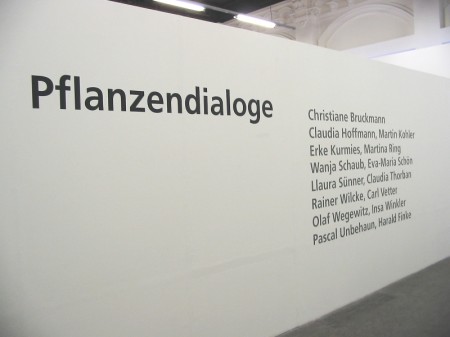 Pflanzendialoge
Christiane Bruckmann
Claudia Hoffmann, Martin Kohler
Erke Kurmies, Martina Ring
Wanja Schaub, Eva-Maria Schön
Llaura Sünner, Claudia Thorban
Rainer Wilcke, Carl Vetter
Olaf Wegewitz, Insa Winkler
Pascal Unbehaun, Harald Finke